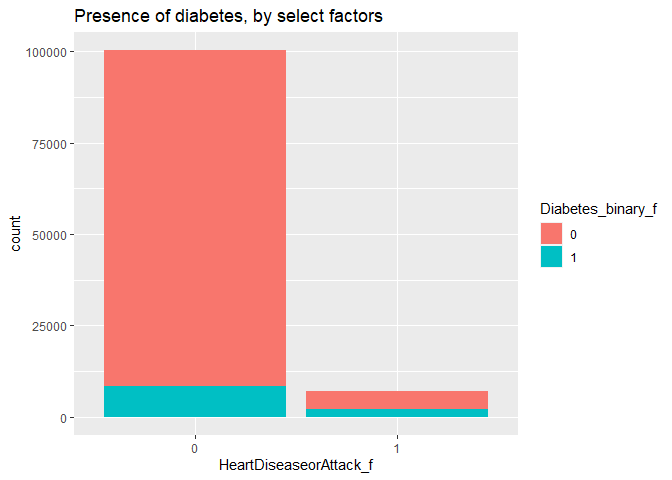 Presence of diabetes, by select factors
100000
75000
50000
25000
0
count
0
1
HeartDiseaseorAttack_f
Diabetes_binary_f
0
1